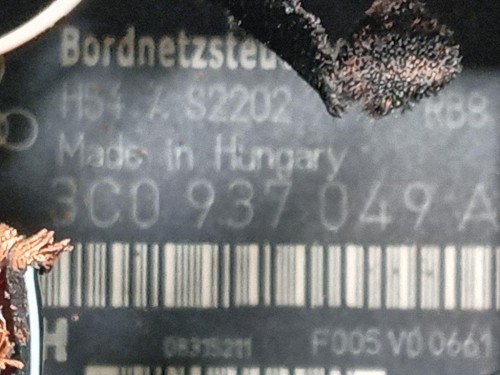 Bordnetzsteu
H54 / S2202 RB8
Made in Hungary
3C0 937 049 A
H 08315211 F005 V0 0661